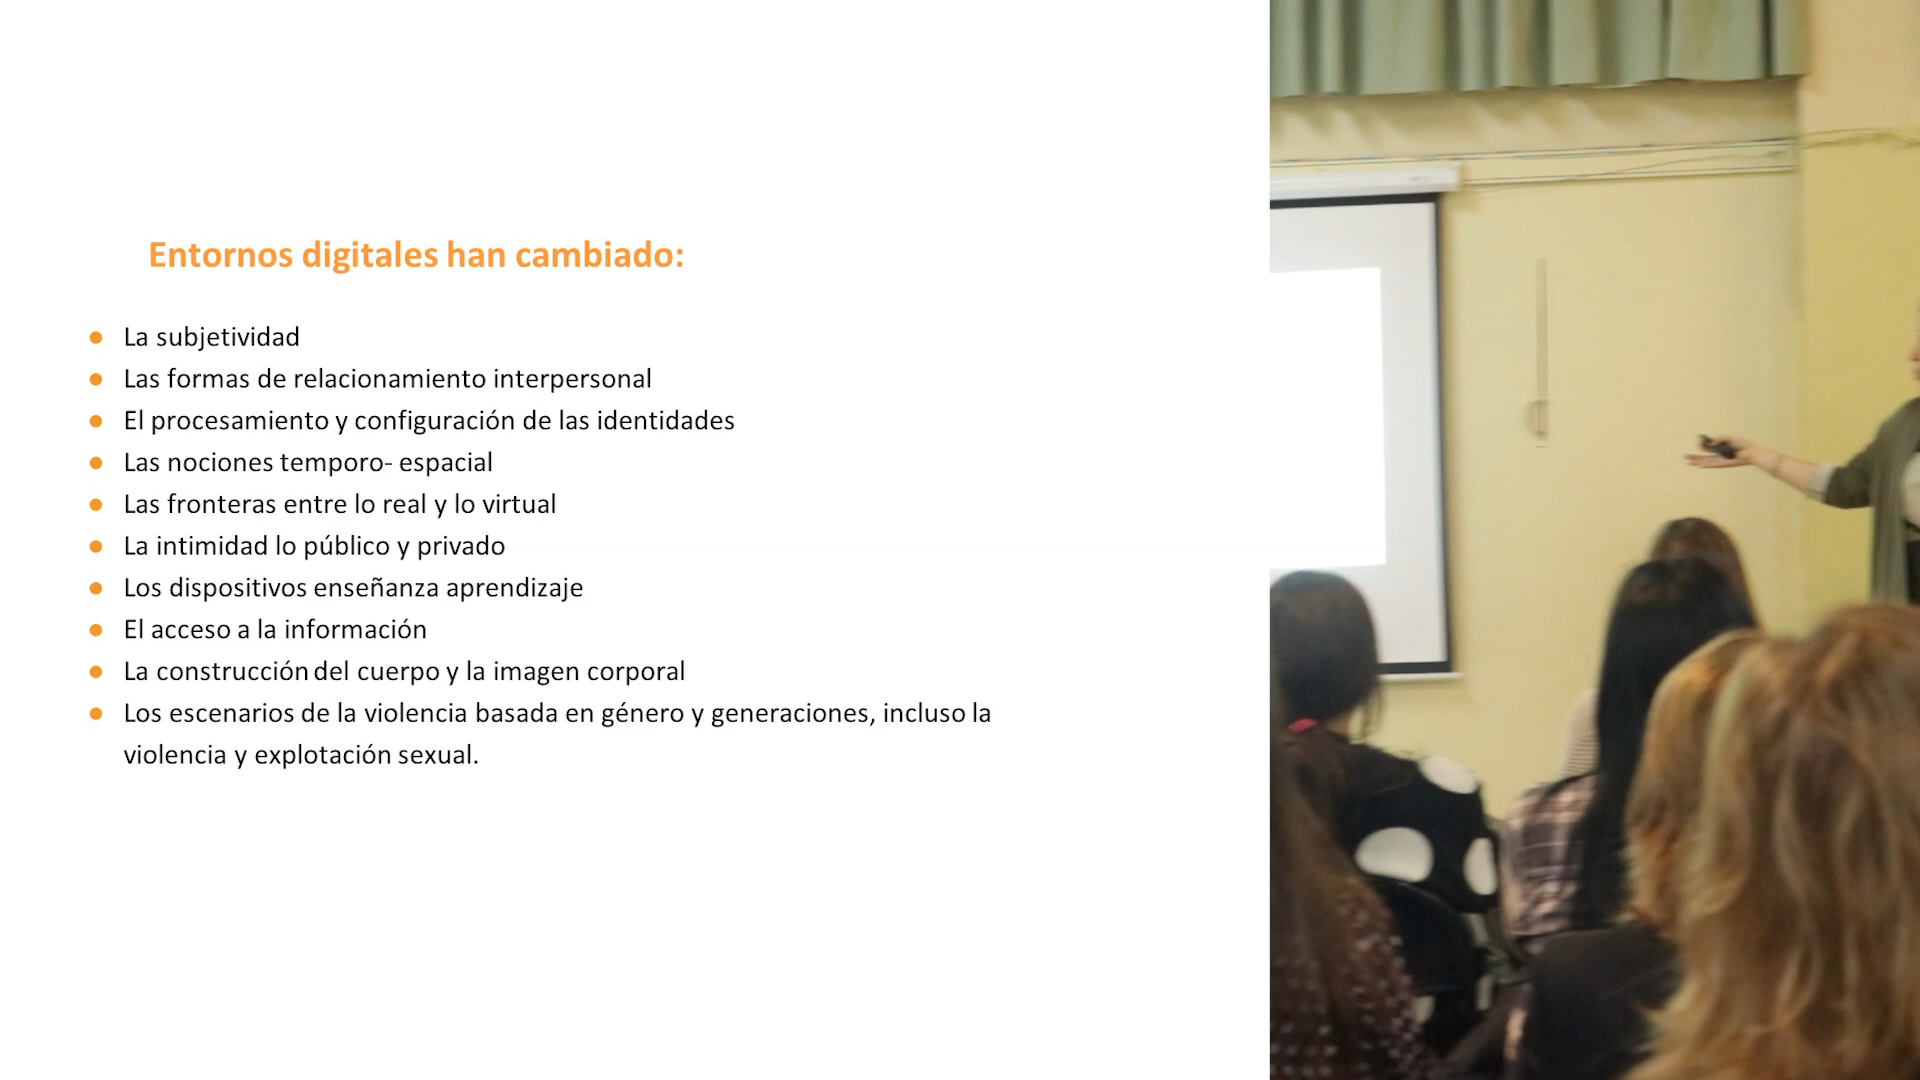 Entornos digitales han cambiado:
● La subjetividad
● Las formas de relacionamiento interpersonal
● El procesamiento y configuración de las identidades
● Las nociones temporo- espacial
● Las fronteras entre lo real y lo virtual
● La intimidad lo público y privado
● Los dispositivos enseñanza aprendizaje
● El acceso a la información
● La construcción del cuerpo y la imagen corporal
● Los escenarios de la violencia basada en género y generaciones, incluso la
violencia y explotación sexual.